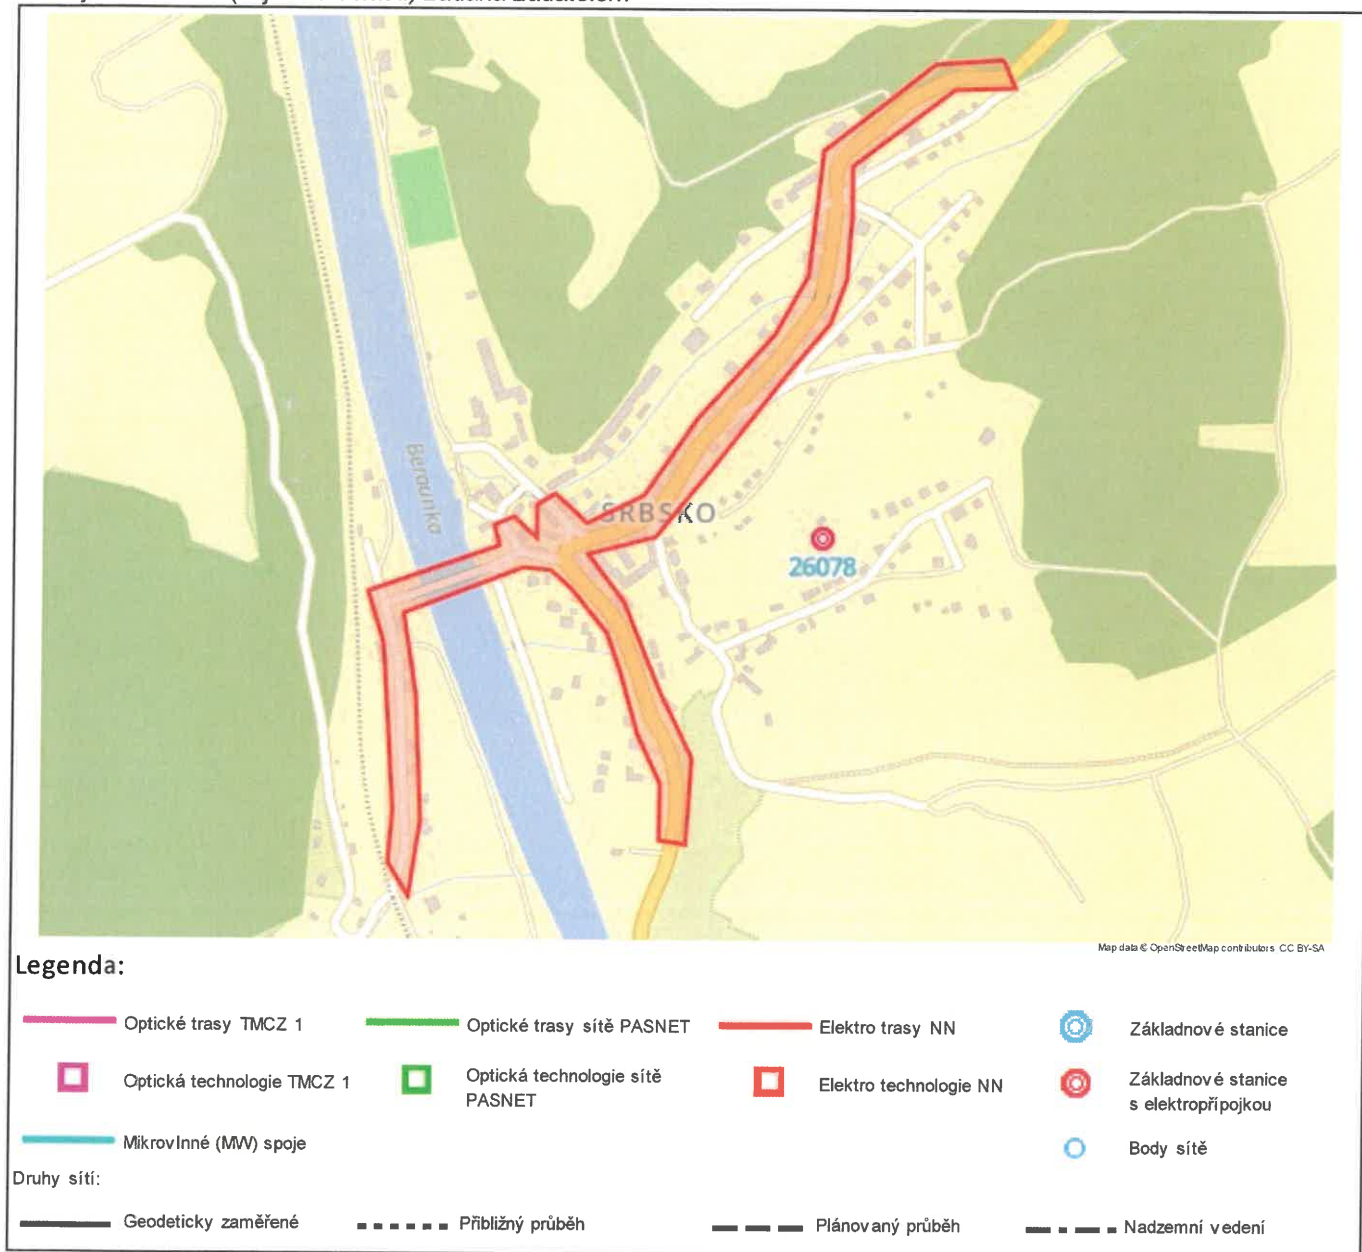 Berounka
SRBSKO
26078
Map data © OpenStreetMap contributors CC BY-SA
Legenda:
Optické trasy TMCZ 1
Optické trasy sítě PASNET
Elektro trasy NN
Základnové stanice
Optická technologie TMCZ 1
Optická technologie sítě
PASNET
Elektro technologie NN
Základnové stanice
s elektropřípojkou
Mikrovlnné (MW) spoje
Body sítě
Druhy sítí:
Geodeticky zaměřené
Přibližný průběh
Plánovaný průběh
Nadzemní vedení